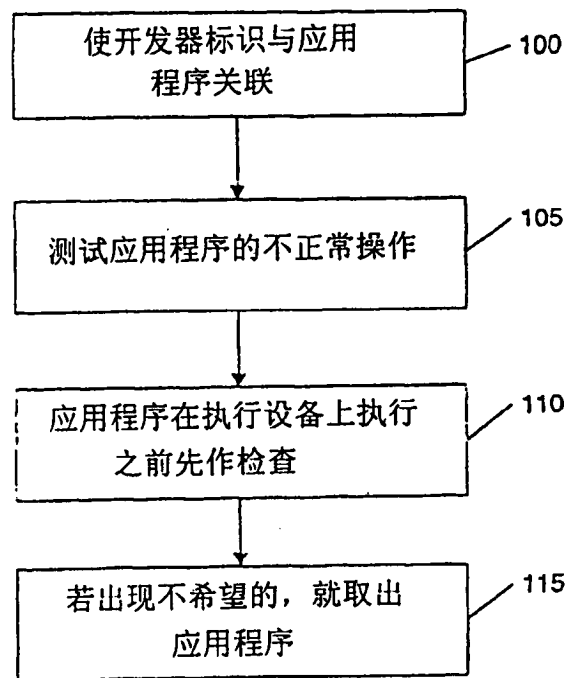 使开发器标识与应用
程序关联
100
测试应用程序的不正常操作
105
应用程序在执行设备上执行
之前先作检查
110
若出现不希望的，就取出
应用程序
115